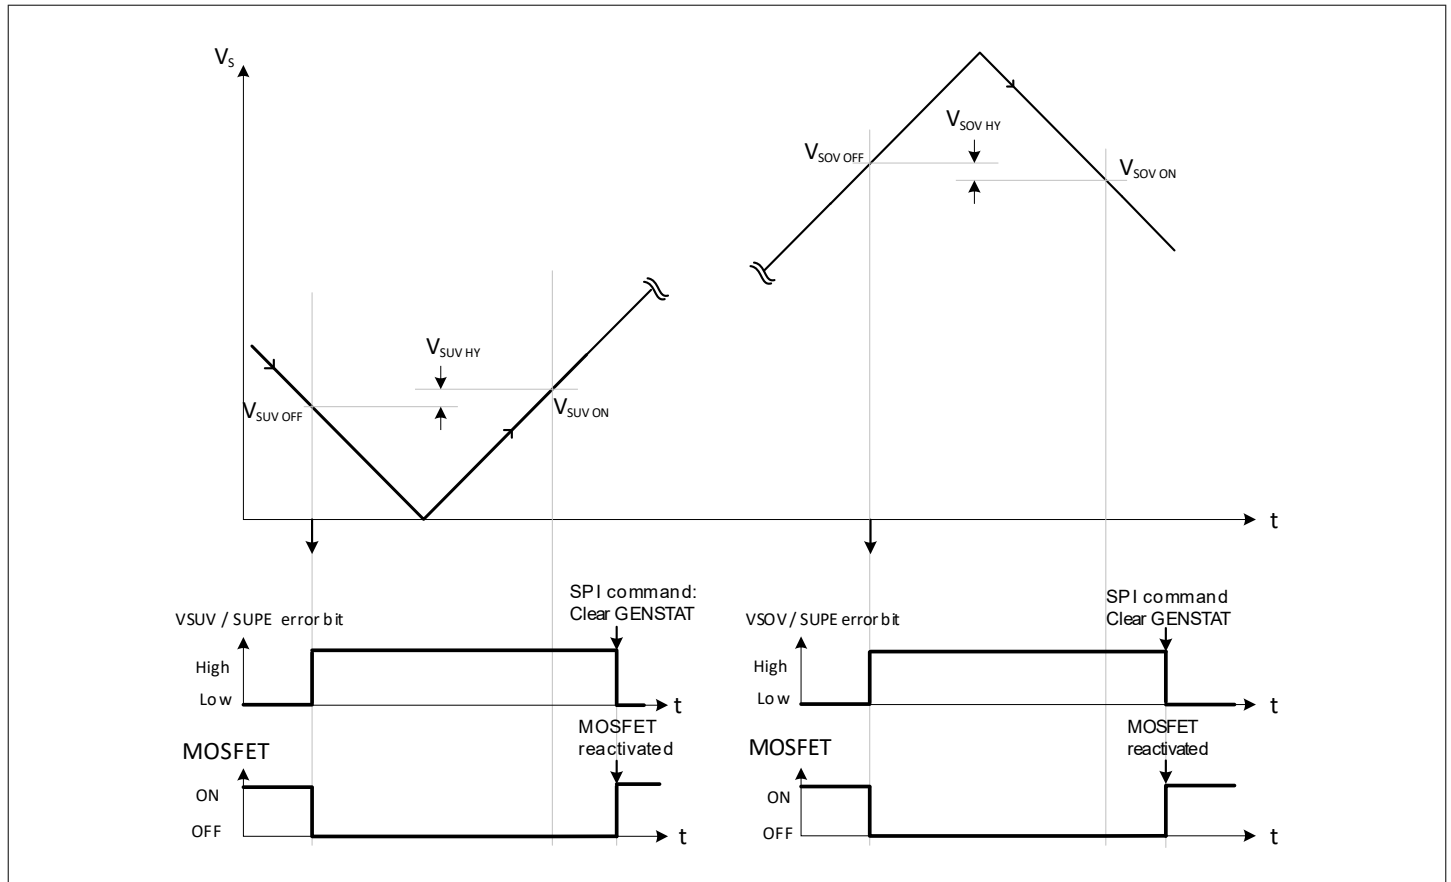 VS
VSOV HY
VSOV OFF
VSOV ON
VSUV HY
VSUV OFF
VSUV ON
t
SPI command:
Clear GENSTAT
VSUV / SUPE error bit
High
Low
t
MOSFET
reactivated
MOSFET
ON
OFF
t
SPI command
Clear GENSTAT
VSOV / SUPE error bit
High
Low
t
MOSFET
reactivated
MOSFET
ON
OFF
t